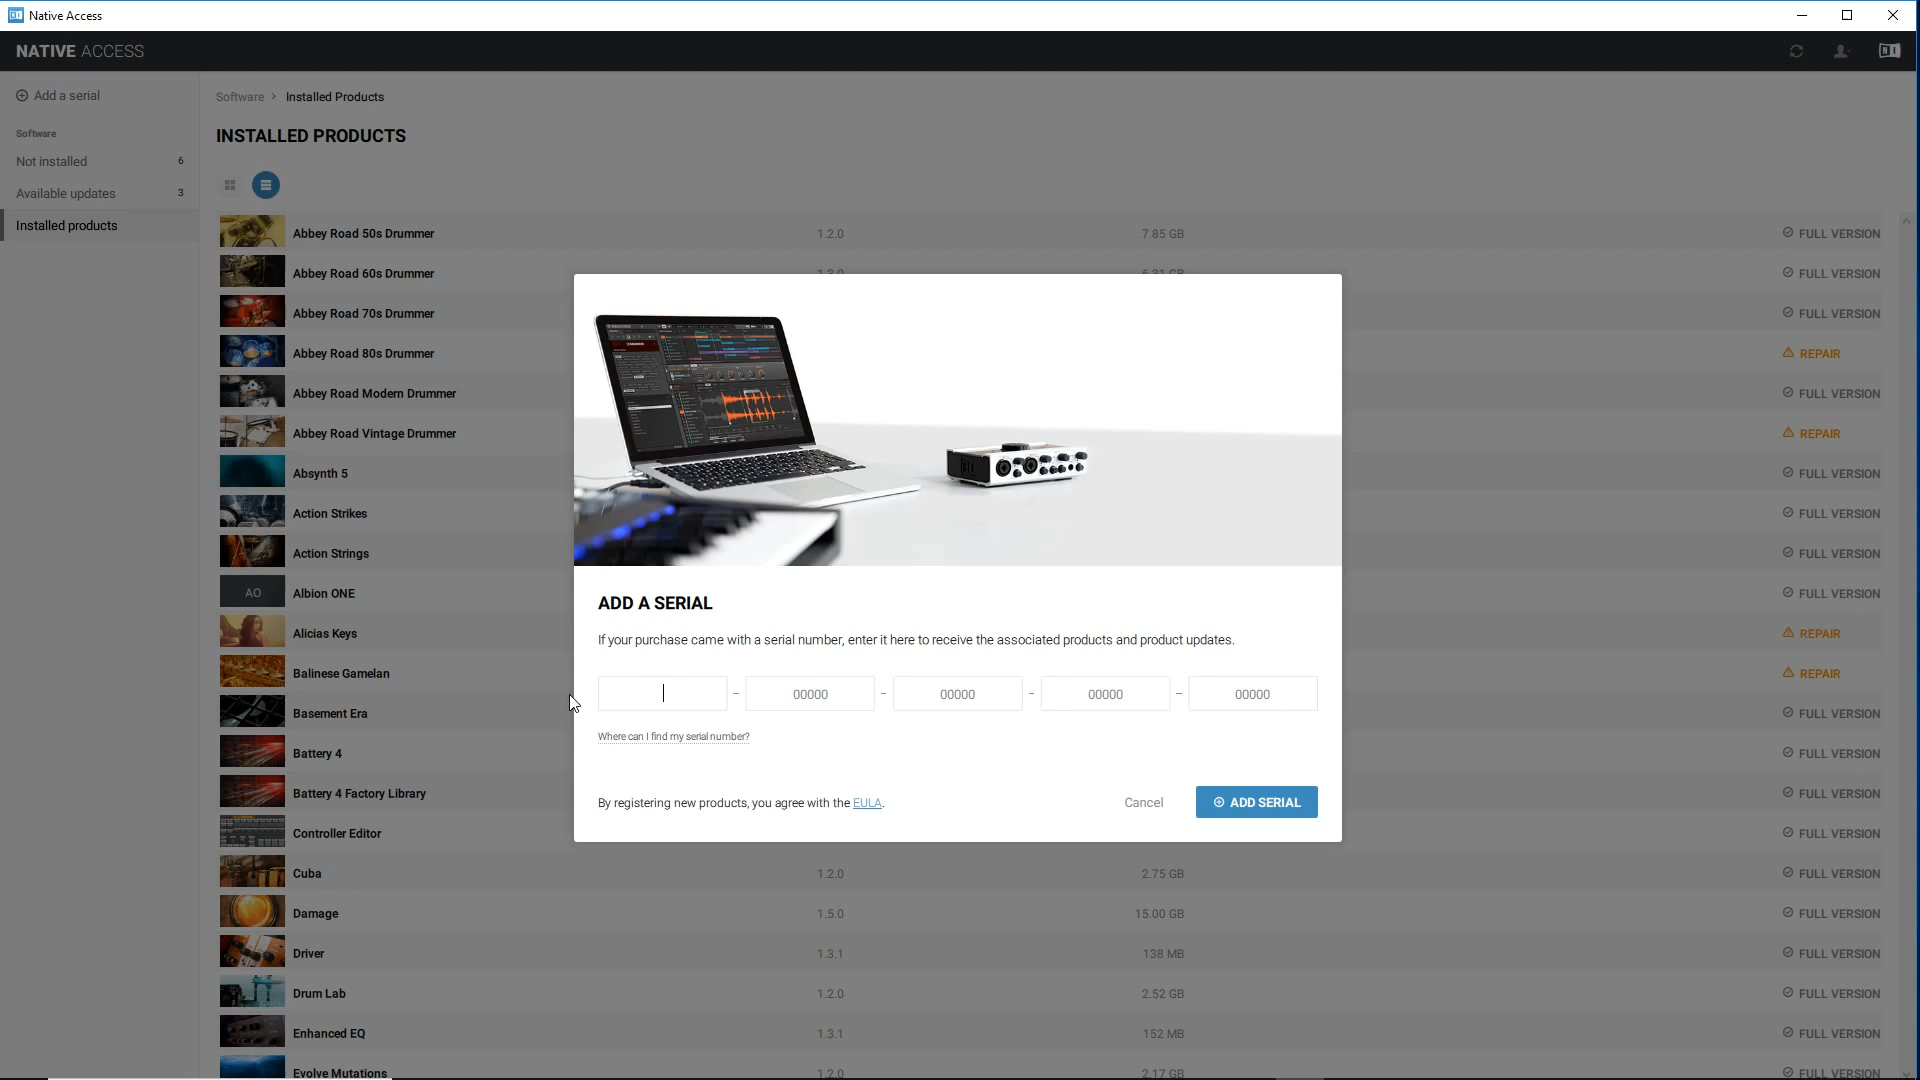 Native Access
NATIVE ACCESS
Add a serial
Software
Not installed 6
Available updates 3
Installed products
Software > Installed Products
INSTALLED PRODUCTS
Abbey Road 50s Drummer 1.2.0 7.85 GB FULL VERSION
Abbey Road 60s Drummer FULL VERSION
Abbey Road 70s Drummer FULL VERSION
Abbey Road 80s Drummer REPAIR
Abbey Road Modern Drummer FULL VERSION
Abbey Road Vintage Drummer REPAIR
Absynth 5 FULL VERSION
Action Strikes FULL VERSION
Action Strings FULL VERSION
AO Albion ONE FULL VERSION
Alicias Keys REPAIR
Balinese Gamelan REPAIR
Basement Era FULL VERSION
Battery 4 FULL VERSION
Battery 4 Factory Library FULL VERSION
Controller Editor FULL VERSION
Cuba 1.2.0 2.75 GB FULL VERSION
Damage 1.5.0 15.00 GB FULL VERSION
Driver 1.3.1 138 MB FULL VERSION
Drum Lab 1.2.0 2.52 GB FULL VERSION
Enhanced EQ 1.3.1 152 MB FULL VERSION
Evolve Mutations 1.2.0 2.17 GB FULL VERSION
ADD A SERIAL
If your purchase came with a serial number, enter it here to receive the associated products and product updates.
- 00000 - 00000 - 00000 - 00000
Where can I find my serial number?
By registering new products, you agree with the EULA.
Cancel
ADD SERIAL